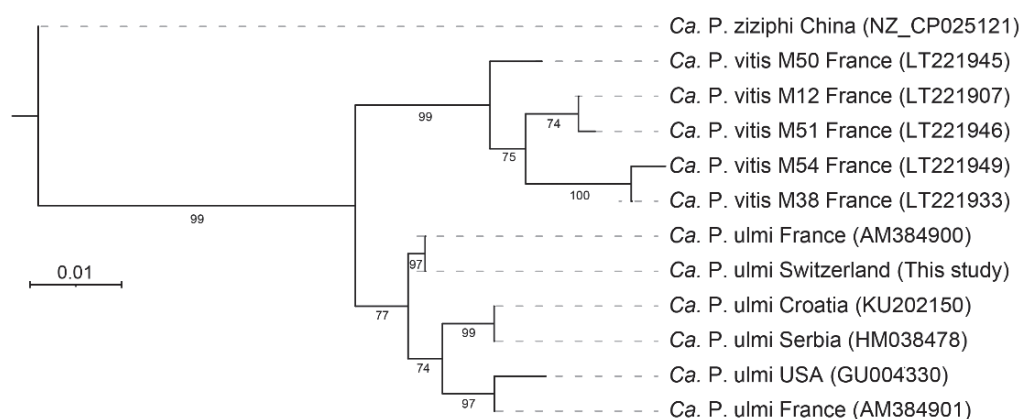 Ca. P. ziziphi China (NZ_CP025121)
Ca. P. vitis M50 France (LT221945)
99
Ca. P. vitis M12 France (LT221907)
74
Ca. P. vitis M51 France (LT221946)
75
Ca. P. vitis M54 France (LT221949)
100
Ca. P. vitis M38 France (LT221933)
99
Ca. P. ulmi France (AM384900)
97
Ca. P. ulmi Switzerland (This study)
0.01
Ca. P. ulmi Croatia (KU202150)
77
99
Ca. P. ulmi Serbia (HM038478)
74
Ca. P. ulmi USA (GU004330)
97
Ca. P. ulmi France (AM384901)